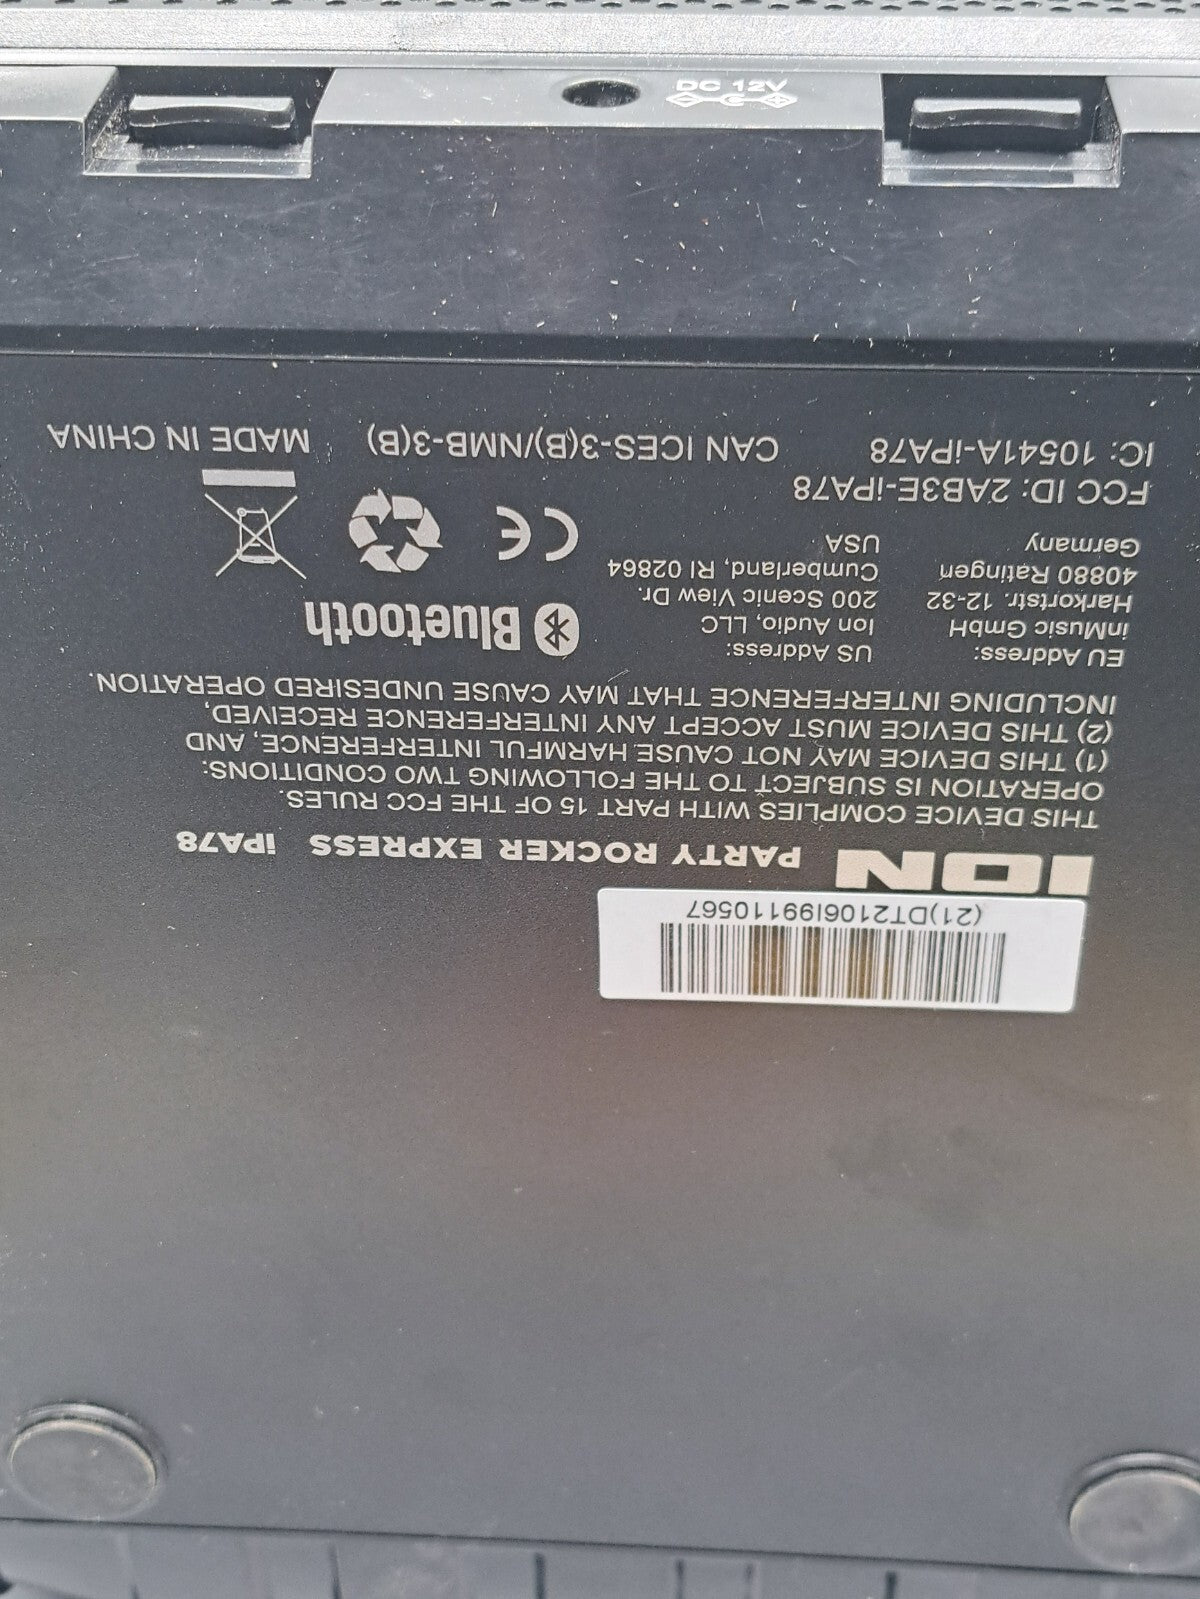 (21)DT2106I99110567
ION PARTY ROCKER EXPRESS iPA78
THIS DEVICE COMPLIES WITH PART 15 OF THE FCC RULES.
OPERATION IS SUBJECT TO THE FOLLOWING TWO CONDITIONS:
(1) THIS DEVICE MAY NOT CAUSE HARMFUL INTERFERENCE, AND
(2) THIS DEVICE MUST ACCEPT ANY INTERFERENCE RECEIVED,
INCLUDING INTERFERENCE THAT MAY CAUSE UNDESIRED OPERATION.
EU Address:
inMusic GmbH
Harkortstr. 12-32
40880 Ratingen
Germany
US Address:
Ion Audio, LLC
200 Scenic View Dr.
Cumberland, RI 02864
USA
Bluetooth
CE
FCC ID: 2AB3E-iPA78
IC: 10541A-iPA78 CAN ICES-3(B)/NMB-3(B) MADE IN CHINA
DC 12V